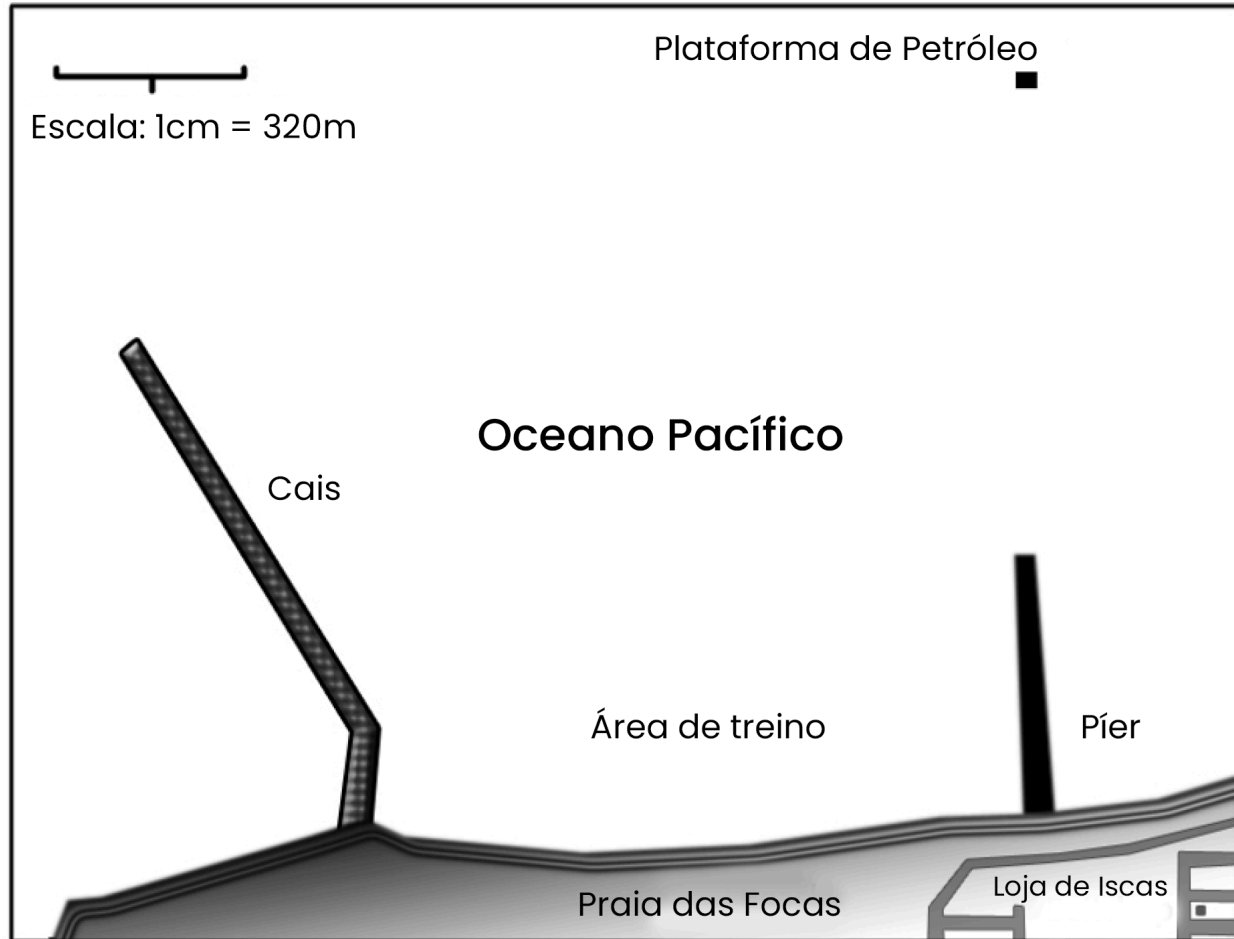 Plataforma de Petróleo
Escala: 1cm = 320m
Oceano Pacífico
Cais
Área de treino
Píer
Loja de Iscas
Praia das Focas